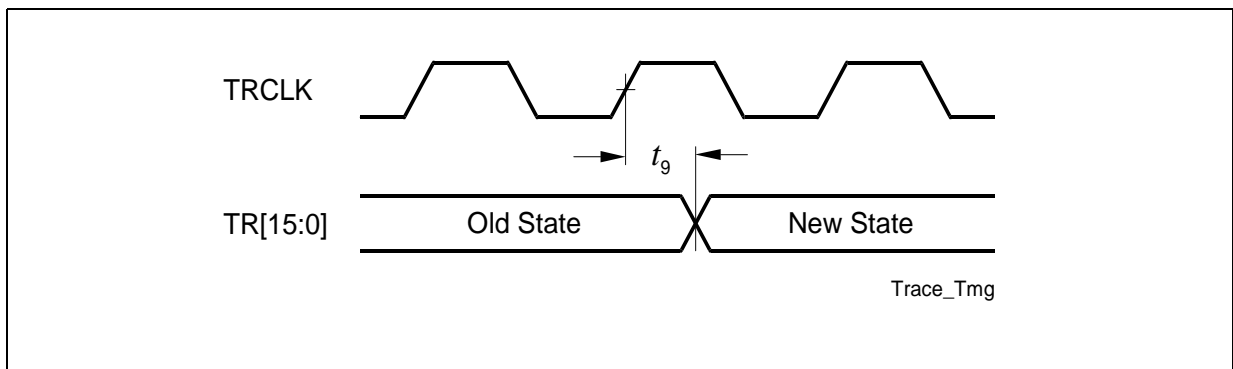 TRCLK
t9
TR[15:0]
Old State
New State
Trace_Tmg